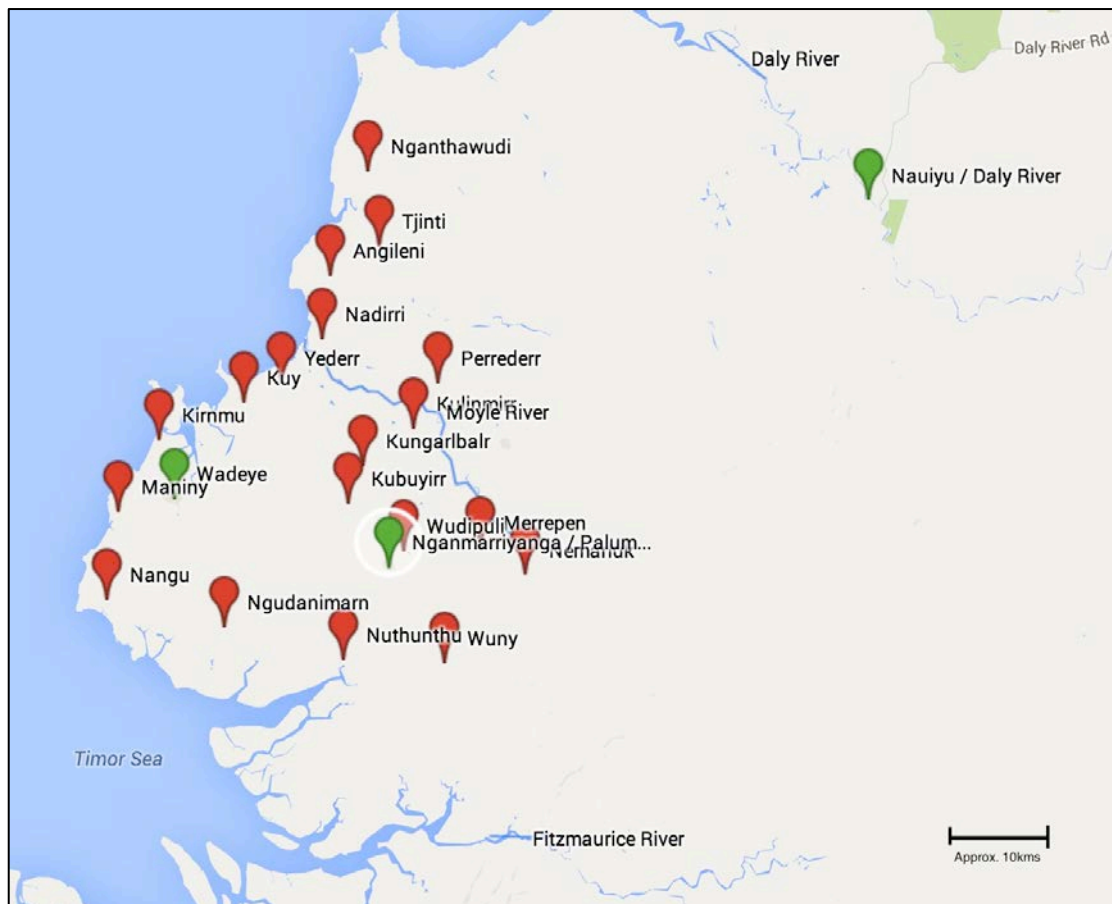 Daly River Rd
Daly River
Nganthawudi
Nauiyu / Daly River
Tjinti
Angileni
Nadirri
Yederr
Perrederr
Kuy
Kirnmu
Moyle River
Kungarlbalr
Wadeye
Kubuyirr
Maniny
Wudipuli
Merrepen
Nganmarriyanga / Palum...
Nangu
Ngudanimarn
Nuthunthu
Wuny
Timor Sea
Fitzmaurice River
Approx. 10kms